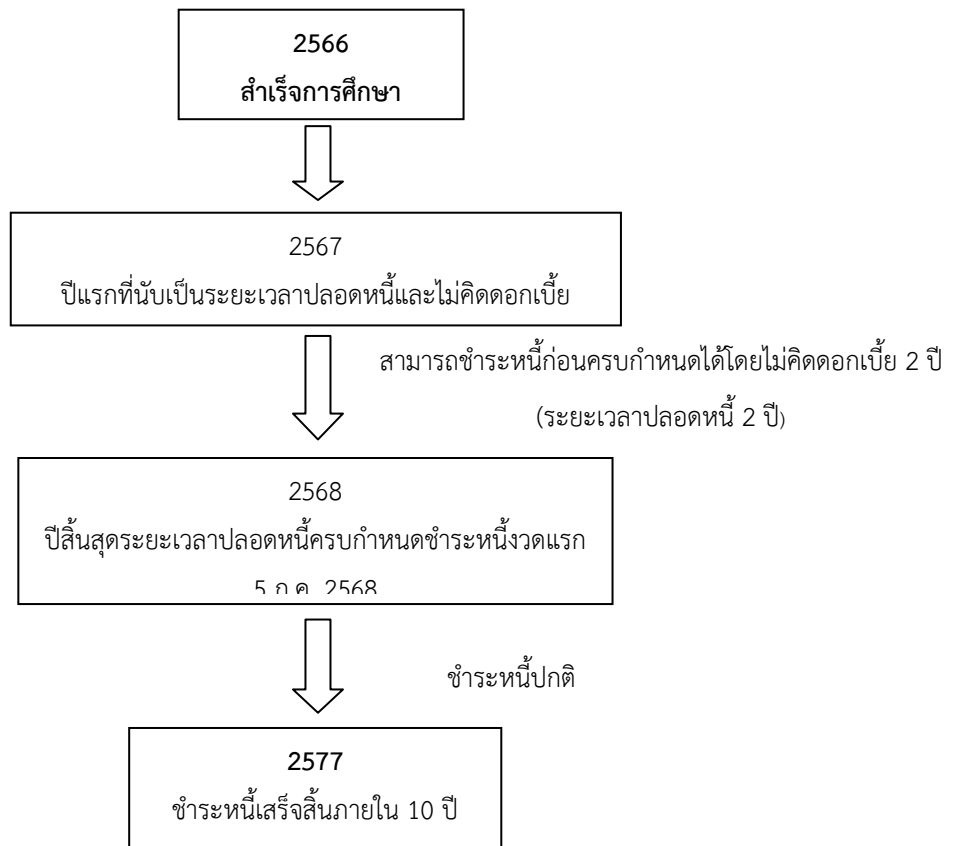 2566
สำเร็จการศึกษา
2567
ปีแรกที่นับเป็นระยะเวลาปลอดหนี้และไม่คิดดอกเบี้ย
สามารถชำระหนี้ก่อนครบกำหนดได้โดยไม่คิดดอกเบี้ย 2 ปี
(ระยะเวลาปลอดหนี้ 2 ปี)
2568
ปีสิ้นสุดระยะเวลาปลอดหนี้ครบกำหนดชำระหนี้งวดแรก
5 ก.ค. 2568
ชำระหนี้ปกติ
2577
ชำระหนี้เสร็จสิ้นภายใน 10 ปี